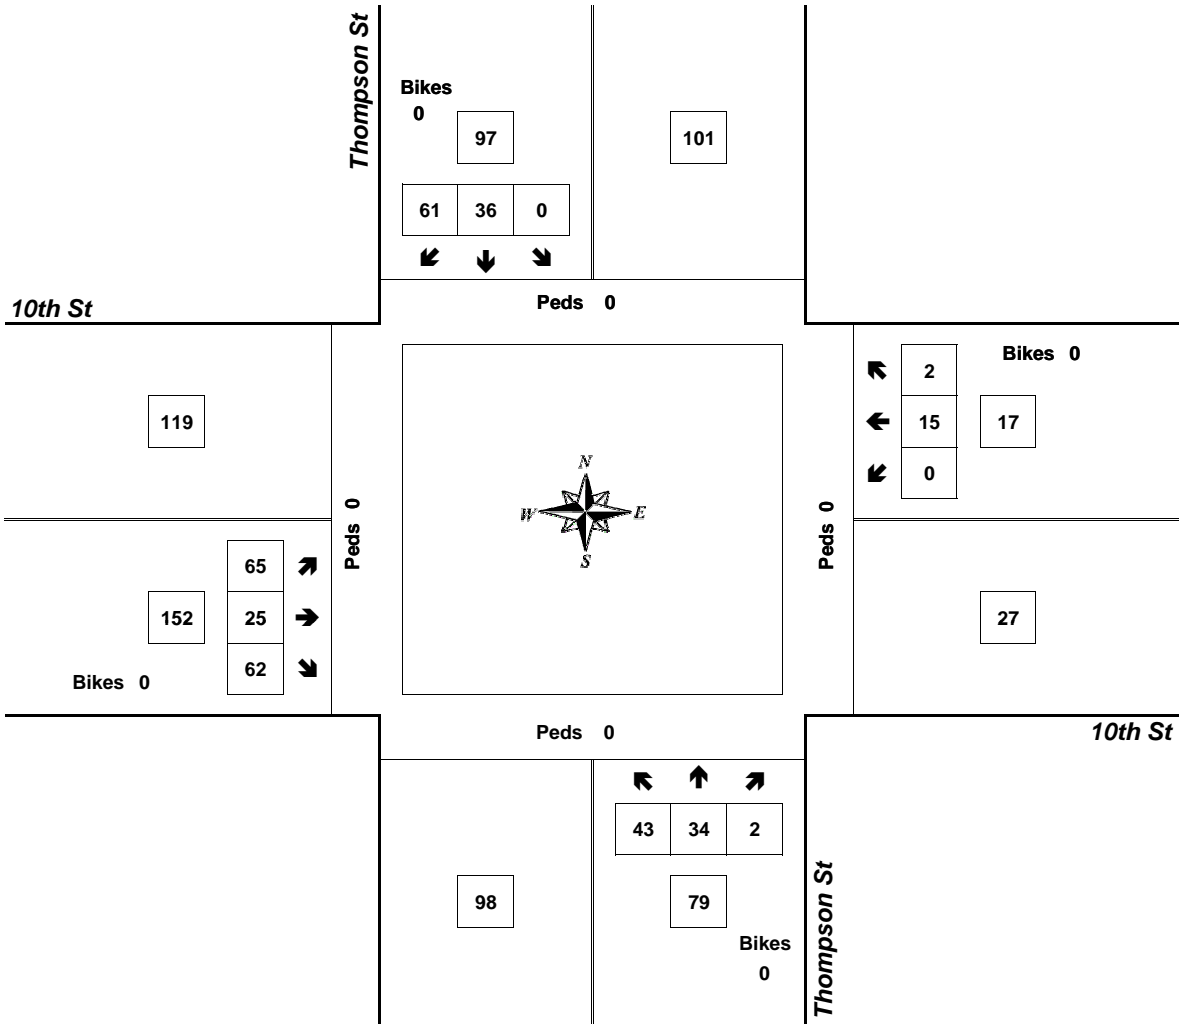 Thompson St
Bikes
0
97
101
61 36 0
Peds 0
10th St
2
Bikes 0
119
15
17
0
N
W E
S
Peds 0
Peds 0
65
152
25
27
62
Bikes 0
Peds 0
10th St
43 34 2
98
79
Bikes
0
Thompson St